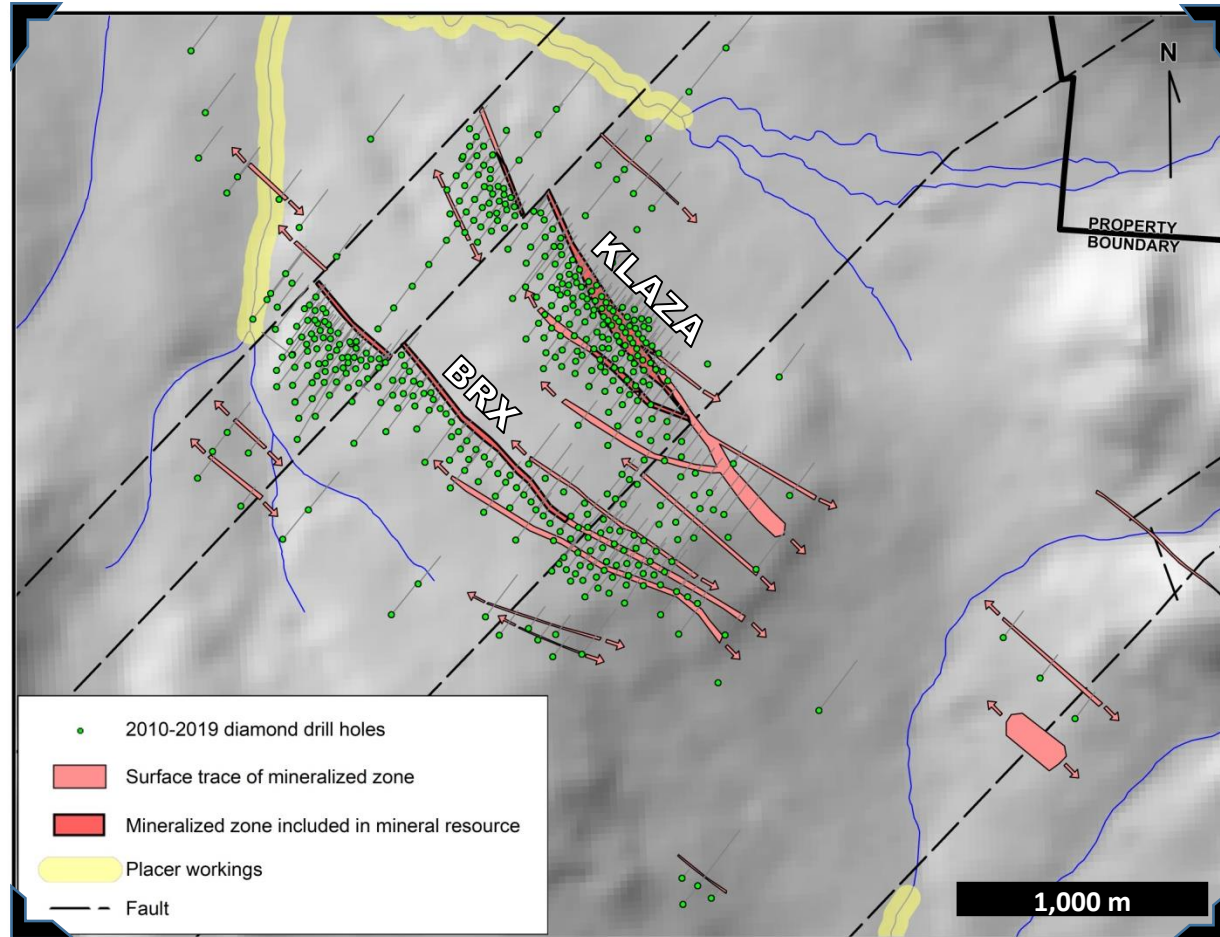 N
PROPERTY
BOUNDARY
KLAZA
BRX
2010-2019 diamond drill holes
Surface trace of mineralized zone
Mineralized zone included in mineral resource
Placer workings
Fault
1,000 m